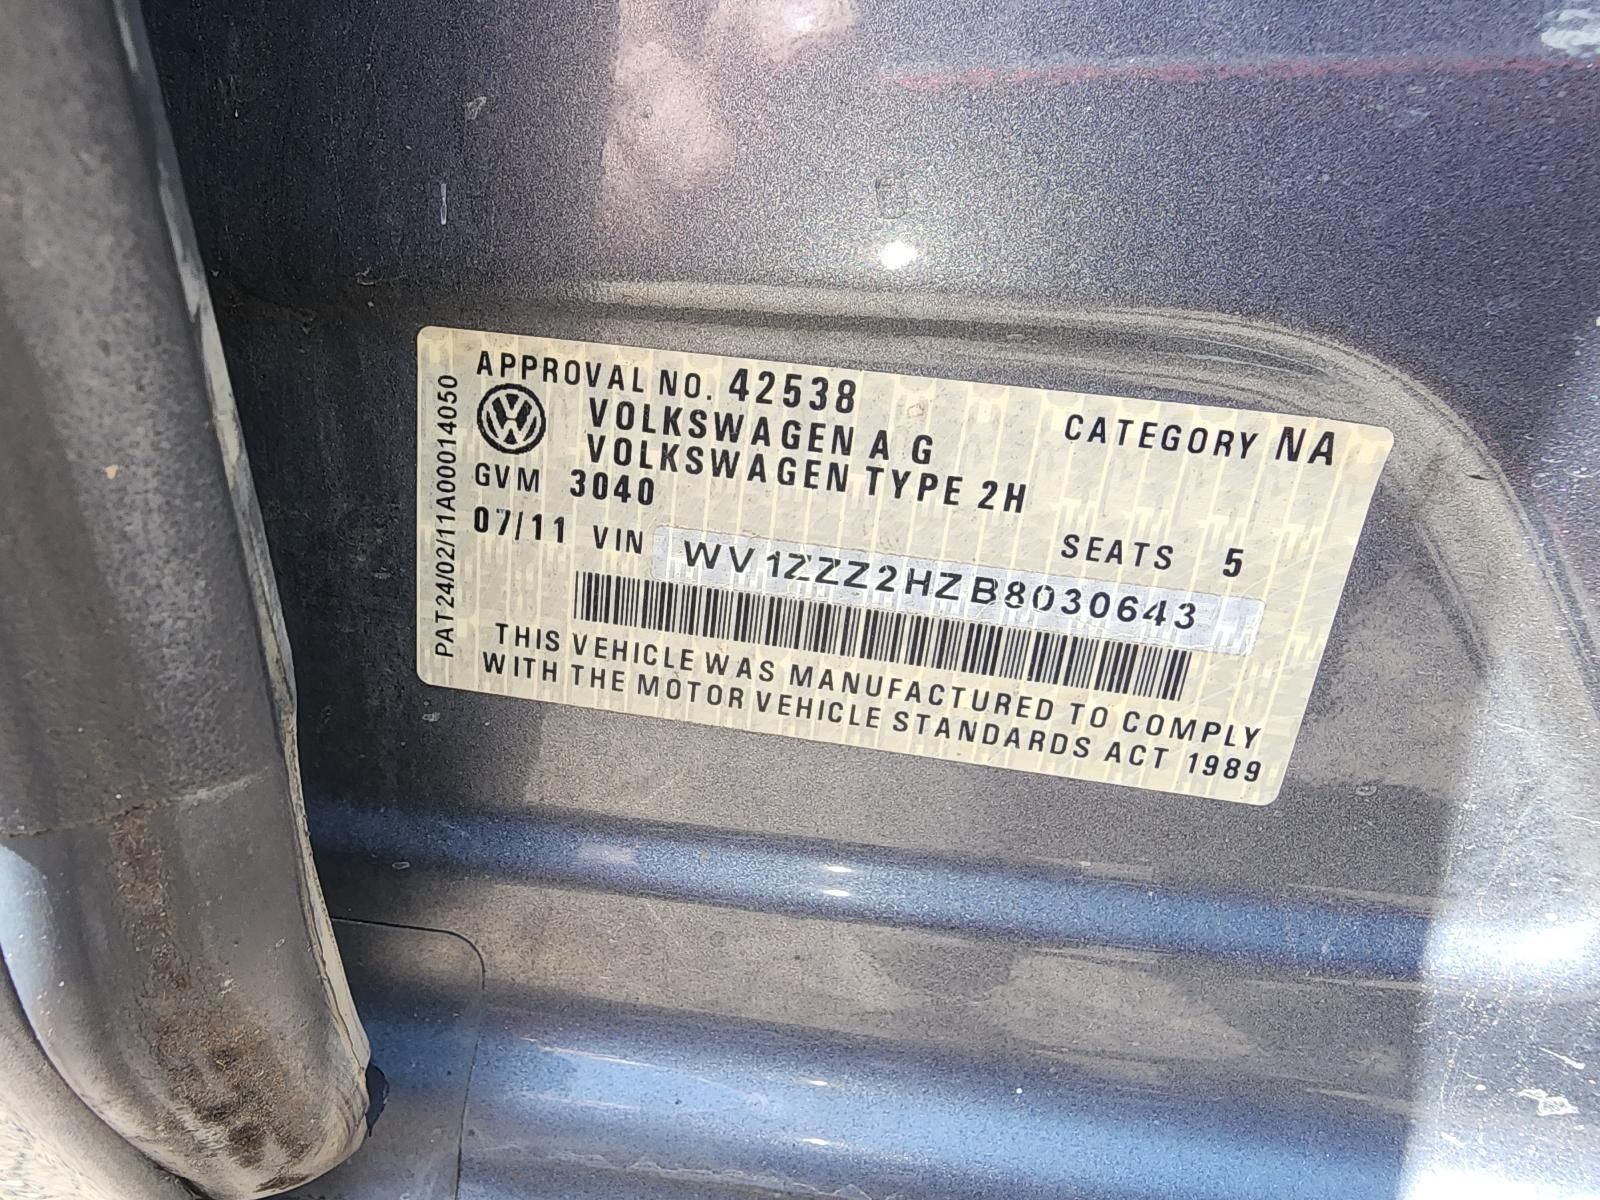 APPROVAL NO. 42538
CATEGORY NA
VOLKSWAGEN A G
VOLKSWAGEN TYPE 2H
GVM 3040
SEATS 5
07/11 VIN WV1ZZZ2HZB8030643
THIS VEHICLE WAS MANUFACTURED TO COMPLY
WITH THE MOTOR VEHICLE STANDARDS ACT 1989
PAT24/02/11A00014050